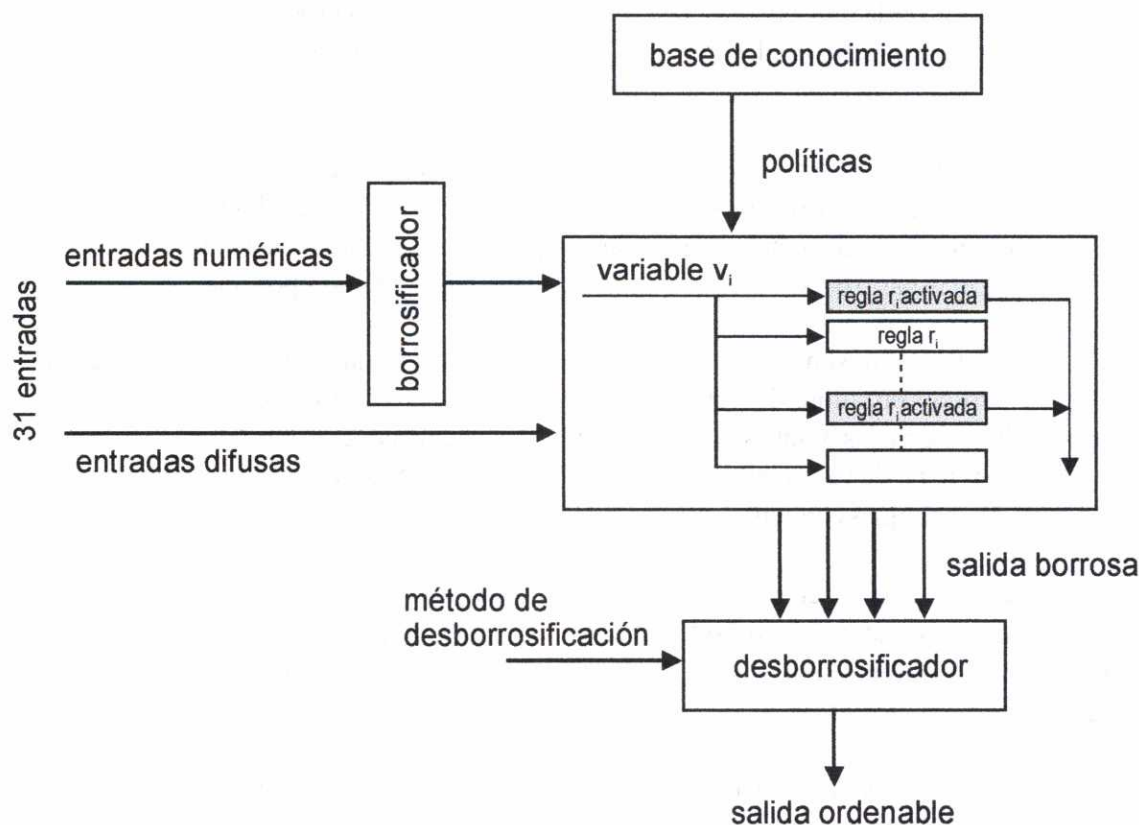 base de conocimiento
políticas
31 entradas
entradas numéricas
borrosificador
entradas difusas
variable vᵢ
regla rᵢ activada
regla rᵢ
regla rᵢ activada
salida borrosa
método de
desborrosificación
desborrosificador
salida ordenable